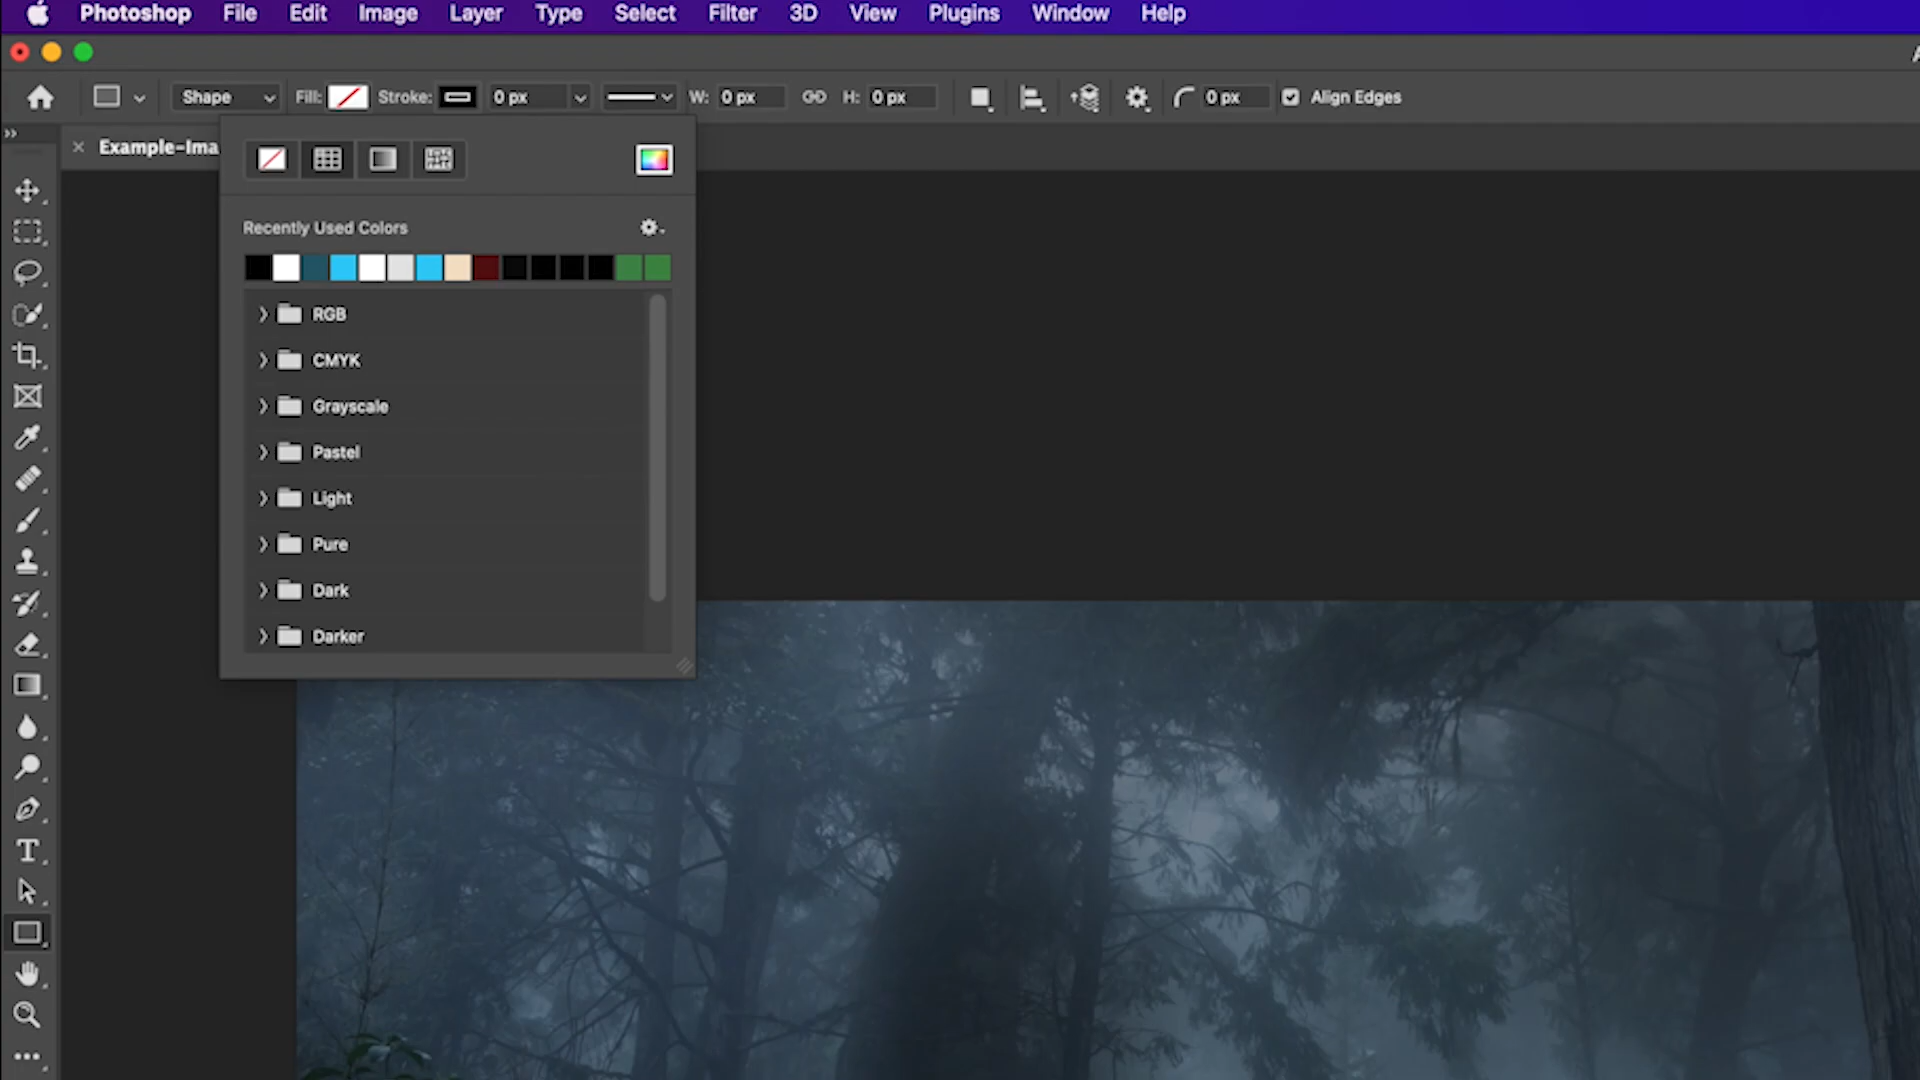 Photoshop File Edit Image Layer Type Select Filter 3D View Plugins Window Help
Shape Fill: Stroke: 0 px W: 0 px H: 0 px 0 px Align Edges
Example-Ima
Recently Used Colors
RGB
CMYK
Grayscale
Pastel
Light
Pure
Dark
Darker